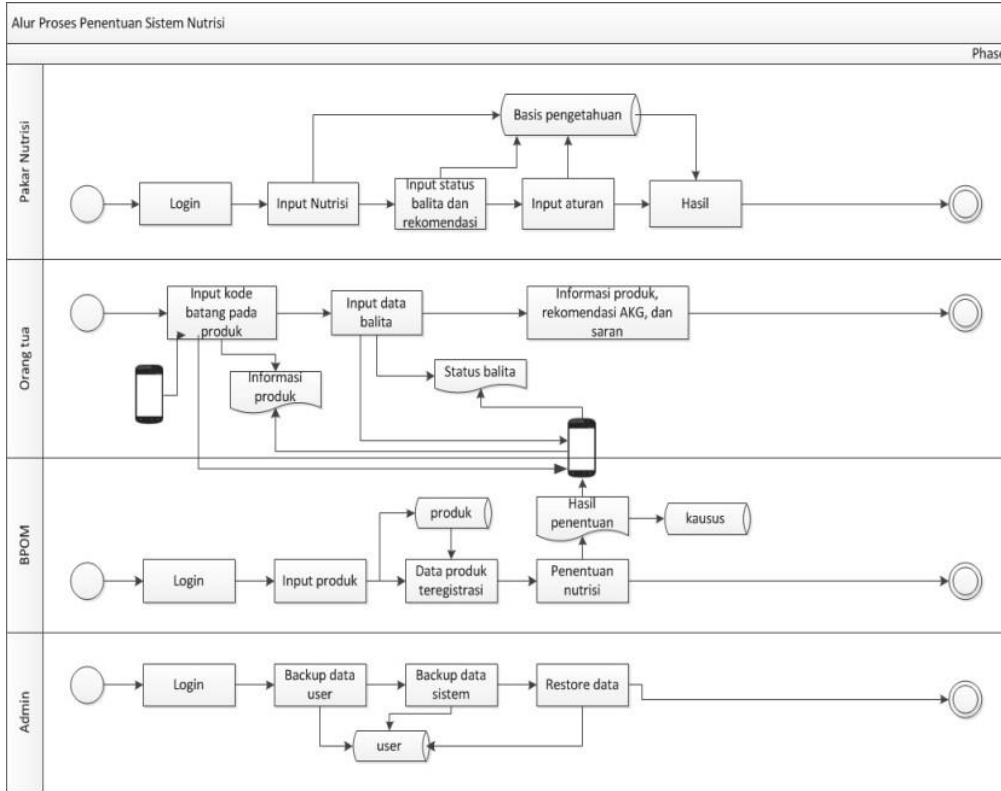 Alur Proses Penentuan Sistem Nutrisi
Phase
Pakar Nutrisi
Basis pengetahuan
Login
Input Nutrisi
Input status
balita dan
rekomendasi
Input aturan
Hasil
Orang tua
Input kode
batang pada
produk
Input data
balita
Informasi produk,
rekomendasi AKG, dan
saran
Informasi
produk
Status balita
BPOM
produk
Hasil
penentuan
kausus
Login
Input produk
Data produk
teregistrasi
Penentuan
nutrisi
Admin
Login
Backup data
user
Backup data
sistem
Restore data
user